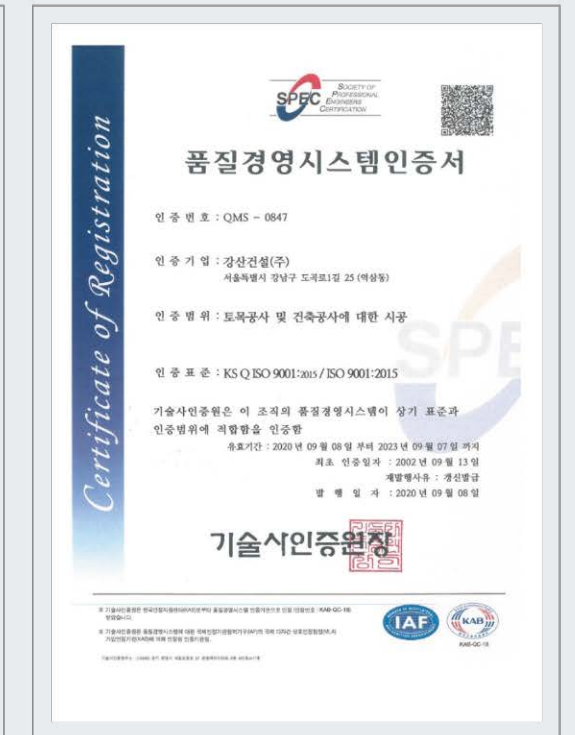 SPEC
SOCIETY OF
PROFESSIONAL
ENGINEERS
CERTIFICATION
Certificate of Registration
품질경영시스템인증서
인 증 번 호 : QMS - 0847
인 증 기 업 : 강산건설(주)
서울특별시 강남구 도곡로1길 25 (역삼동)
인 증 범 위 : 토목공사 및 건축공사에 대한 시공
인 증 표 준 : KS Q ISO 9001:2015 / ISO 9001:2015
기술사인증원은 이 조직의 품질경영시스템이 상기 표준과
인증범위에 적합함을 인증함
유효기간 : 2020 년 09 월 08 일 부터 2023 년 09 월 07 일 까지
최초 인증일자 : 2002 년 09 월 13 일
재발행사유 : 갱신발급
발 행 일 자 : 2020 년 09 월 08 일
기술사인증원장
IAF
KAB
KAB-QC-18